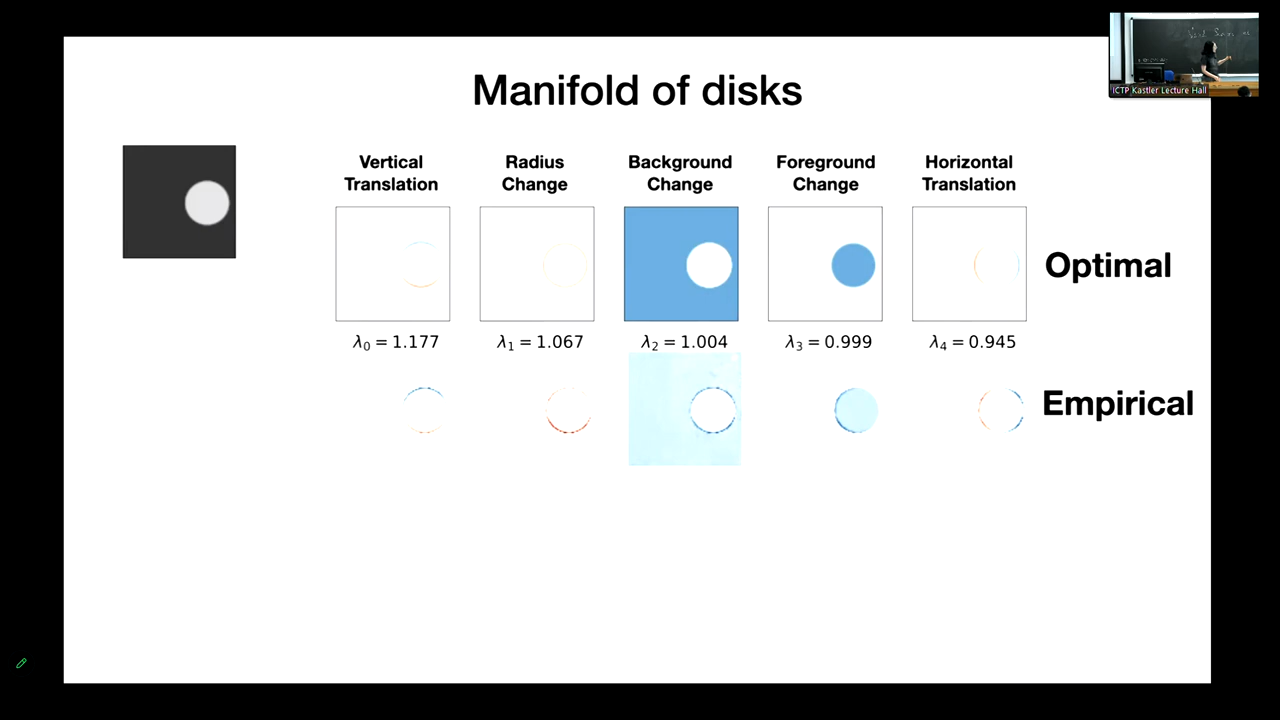 Manifold of disks
ICTP Kastler Lecture Hall
Vertical Translation
Radius Change
Background Change
Foreground Change
Horizontal Translation
Optimal
λ₀ = 1.177
λ₁ = 1.067
λ₂ = 1.004
λ₃ = 0.999
λ₄ = 0.945
Empirical